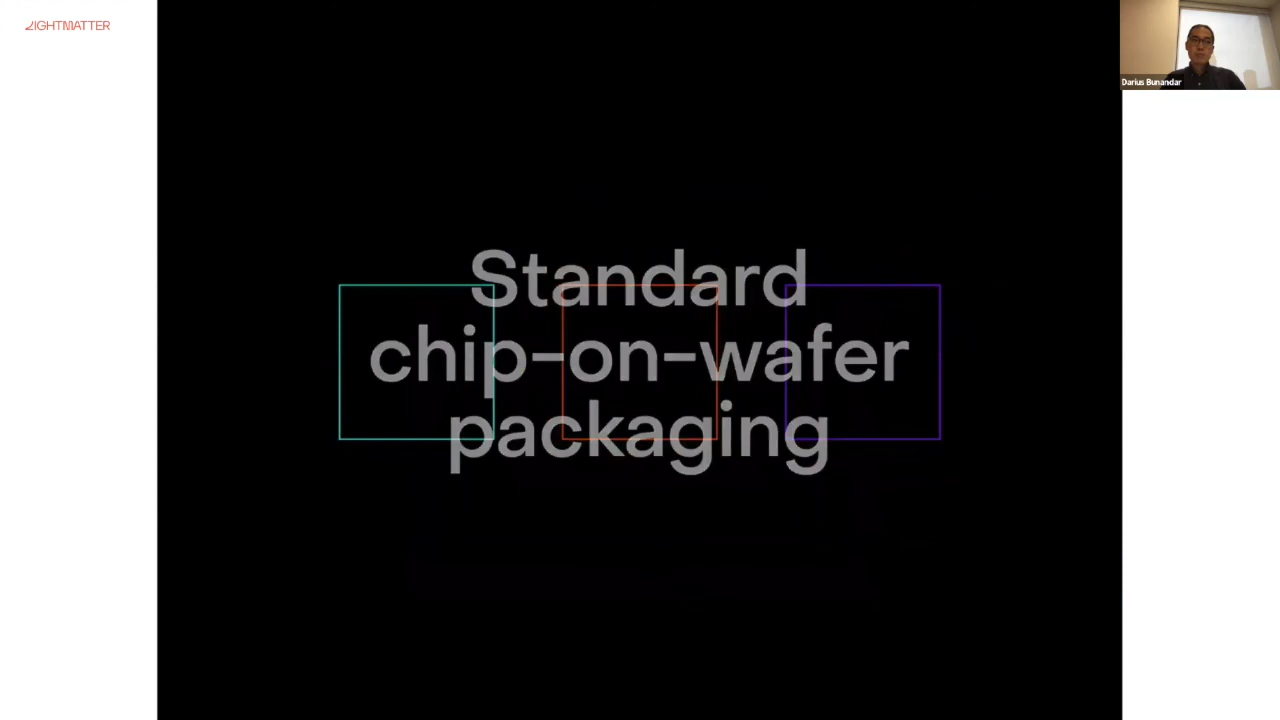 LIGHTMATTER
Darius Bunandar
Standard
chip-on-wafer
packaging